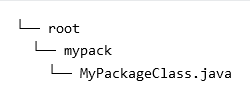 └── root
└── mypack
└── MyPackageClass.java